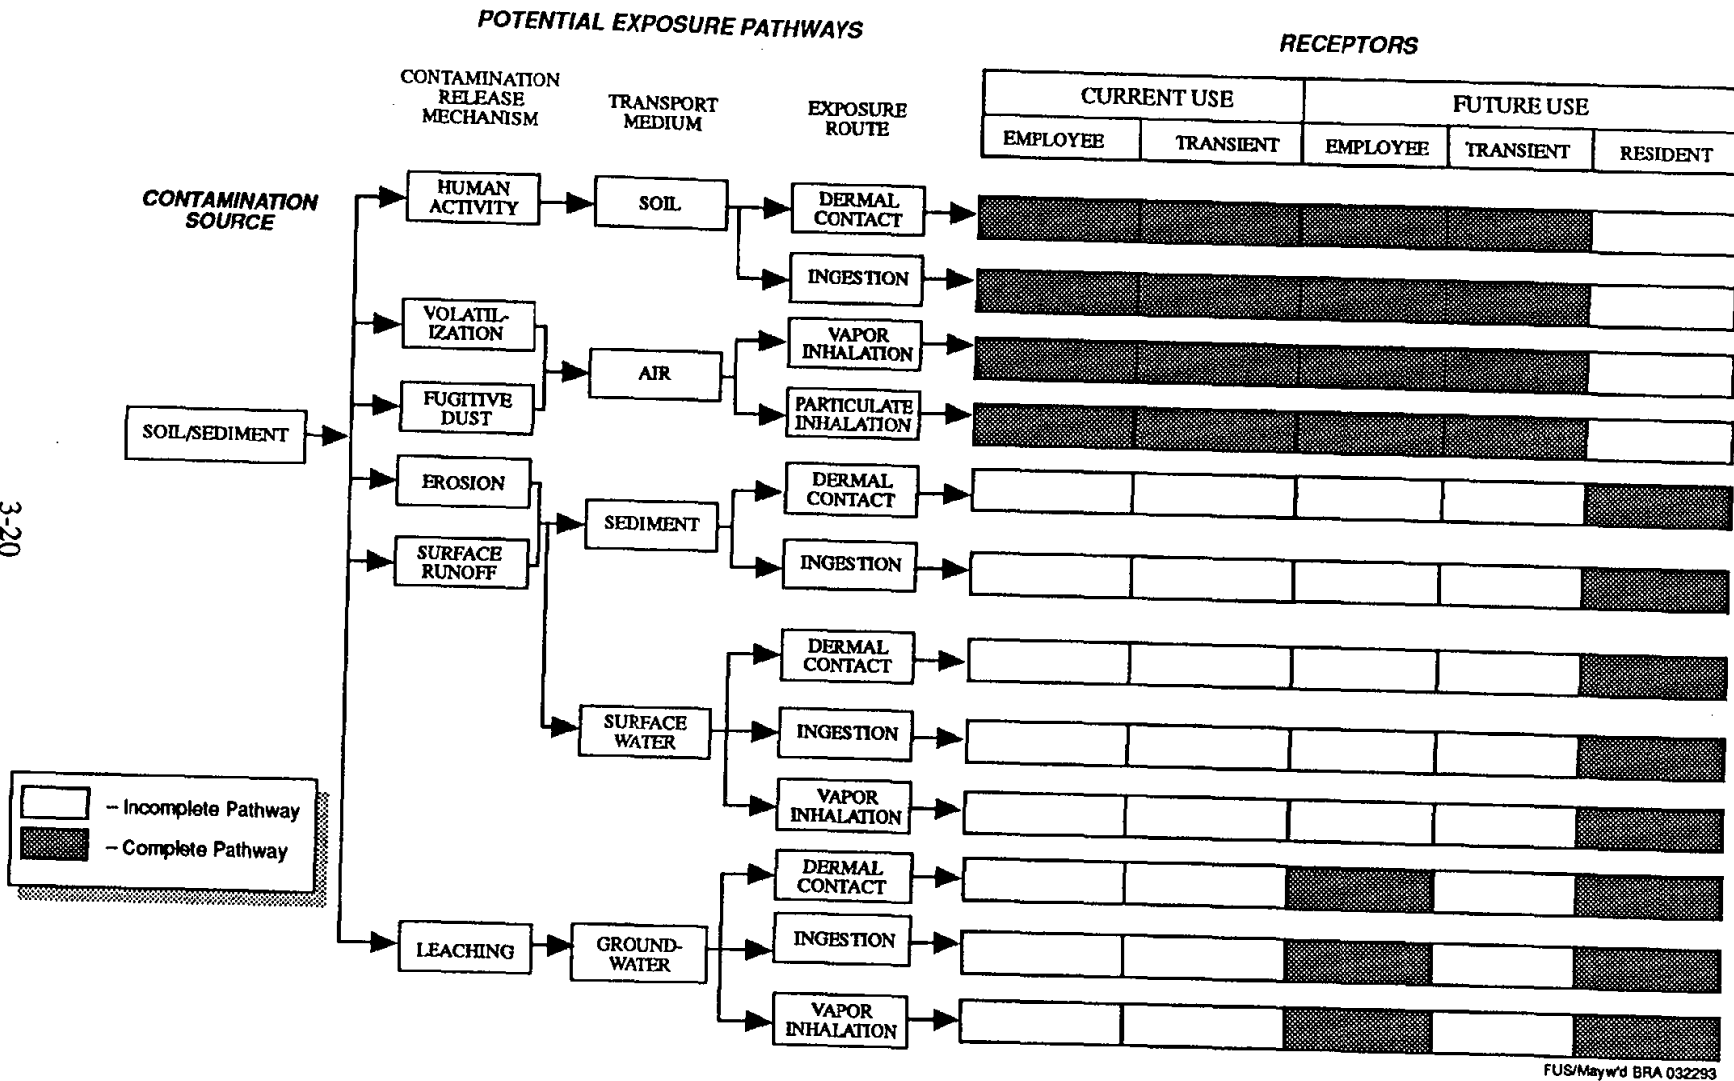 POTENTIAL EXPOSURE PATHWAYS
RECEPTORS
CONTAMINATION
RELEASE
MECHANISM
TRANSPORT
MEDIUM
EXPOSURE
ROUTE
CURRENT USE
FUTURE USE
EMPLOYEE
TRANSIENT
EMPLOYEE
TRANSIENT
RESIDENT
CONTAMINATION
SOURCE
HUMAN
ACTIVITY
SOIL
DERMAL
CONTACT
INGESTION
VOLATIL-
IZATION
VAPOR
INHALATION
AIR
FUGITIVE
DUST
PARTICULATE
INHALATION
SOIL/SEDIMENT
EROSION
SEDIMENT
DERMAL
CONTACT
SURFACE
RUNOFF
INGESTION
3-20
DERMAL
CONTACT
SURFACE
WATER
INGESTION
VAPOR
INHALATION
– Incomplete Pathway
– Complete Pathway
DERMAL
CONTACT
LEACHING
GROUND-
WATER
INGESTION
VAPOR
INHALATION
FUS/Mayw'd BRA 032293